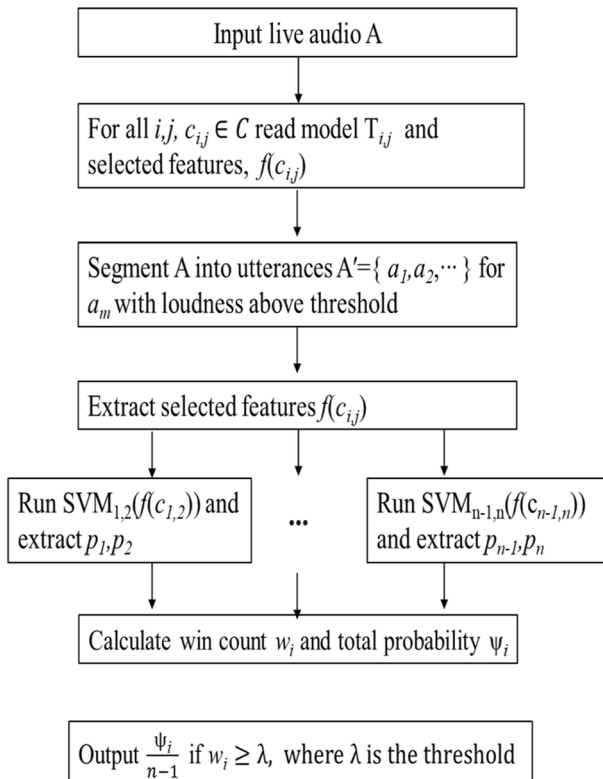 Input live audio A
For all i,j, c_{i,j} ∈ C read model T_{i,j} and
selected features, f(c_{i,j})
Segment A into utterances A′={ a_1,a_2,··· } for
a_m with loudness above threshold
Extract selected features f(c_{i,j})
Run SVM_{1,2}(f(c_{1,2})) and
extract p_1,p_2
...
Run SVM_{n-1,n}(f(c_{n-1,n}))
and extract p_{n-1},p_n
Calculate win count w_i and total probability ψ_i
Output ψ_i/(n−1) if w_i ≥ λ, where λ is the threshold